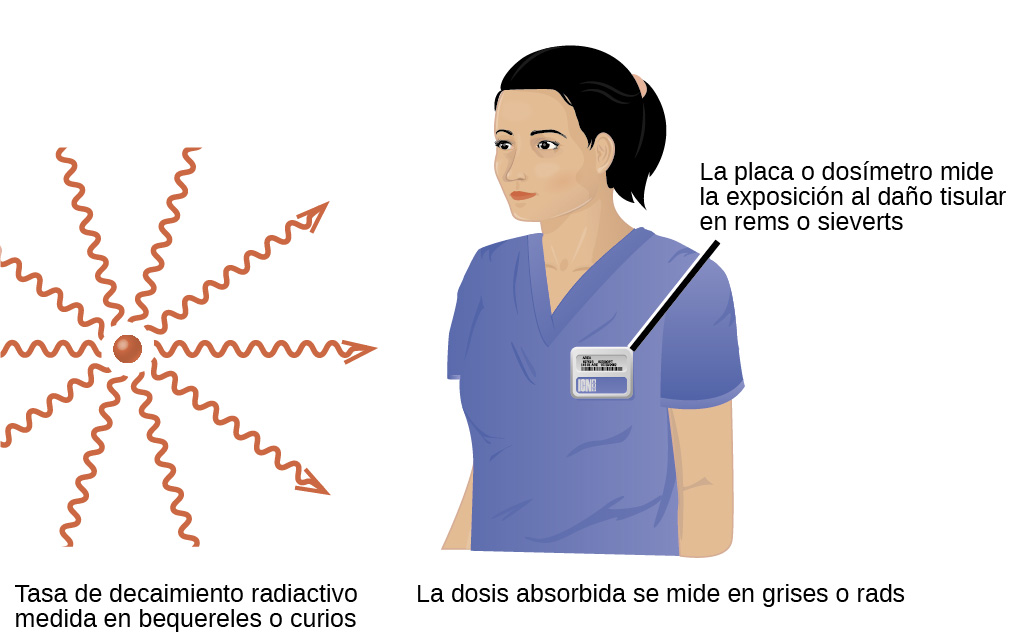 La placa o dosímetro mide
la exposición al daño tisular
en rems o sieverts
Tasa de decaimiento radiactivo
medida en bequereles o curios
La dosis absorbida se mide en grises o rads